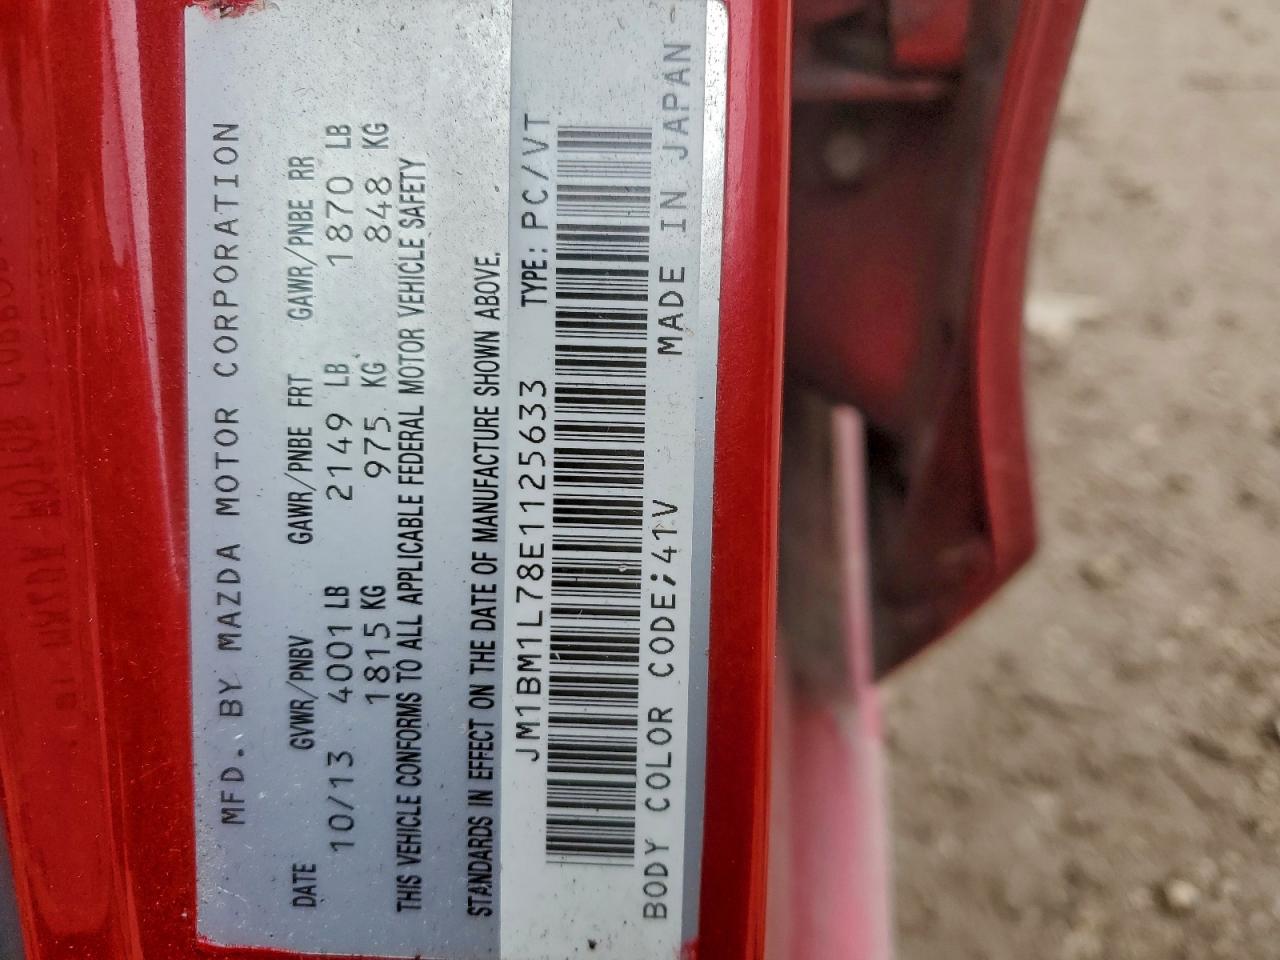 MFD. BY MAZDA MOTOR CORPORATION
DATE GVWR/PNBV GAWR/PNBE FRT GAWR/PNBE RR
10/13 4001 LB 2149 LB 1870 LB
1815 KG 975 KG 848 KG
THIS VEHICLE CONFORMS TO ALL APPLICABLE FEDERAL MOTOR VEHICLE SAFETY
STANDARDS IN EFFECT ON THE DATE OF MANUFACTURE SHOWN ABOVE.
JM1BM1L78E1125633 TYPE: PC/VT
BODY COLOR CODE;41V MADE IN JAPAN